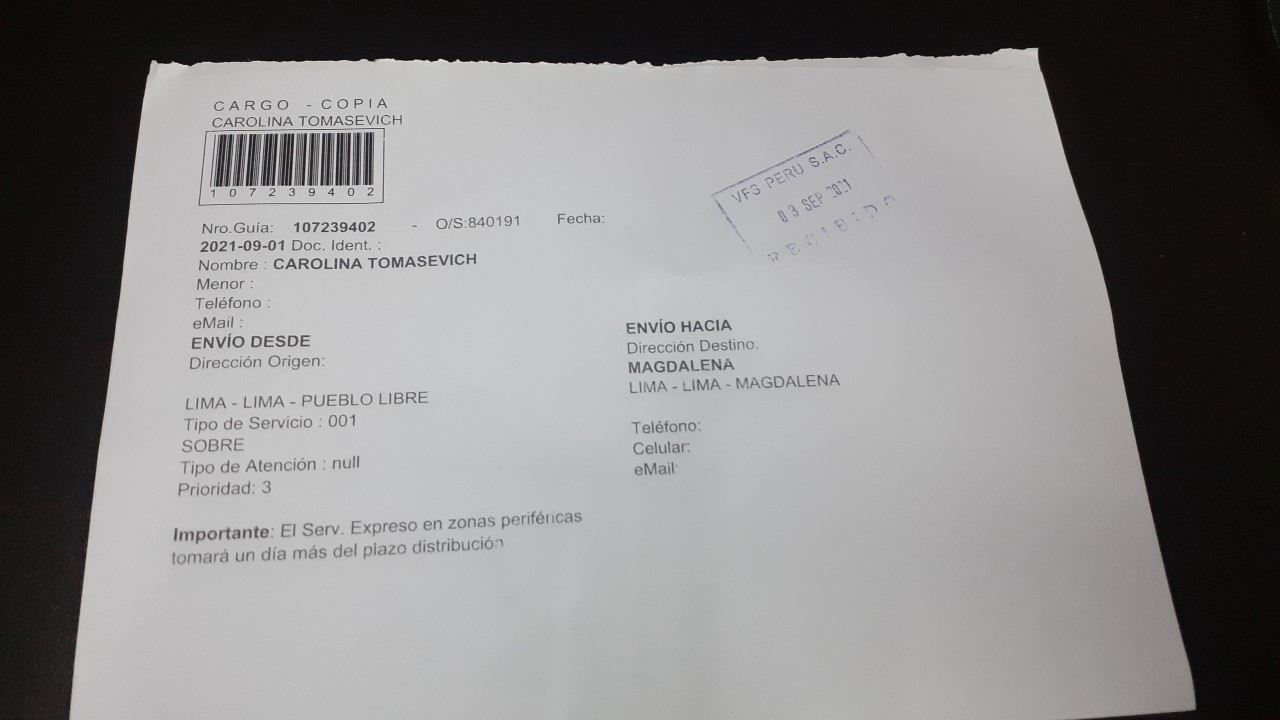 CARGO - COPIA
CAROLINA TOMASEVICH
107239402
Nro.Guía: 107239402 - O/S:840191 Fecha:
2021-09-01 Doc. Ident. :
Nombre : CAROLINA TOMASEVICH
Menor :
Teléfono :
eMail :
ENVÍO DESDE
Dirección Origen:
LIMA - LIMA - PUEBLO LIBRE
Tipo de Servicio : 001
SOBRE
Tipo de Atención : null
Prioridad: 3
ENVÍO HACIA
Dirección Destino:
MAGDALENA
LIMA - LIMA - MAGDALENA
Teléfono:
Celular:
eMail:
Importante: El Serv. Expreso en zonas periféricas
tomará un día más del plazo distribución
VFS PERU S.A.C.
03 SEP 2021
RECIBIDA